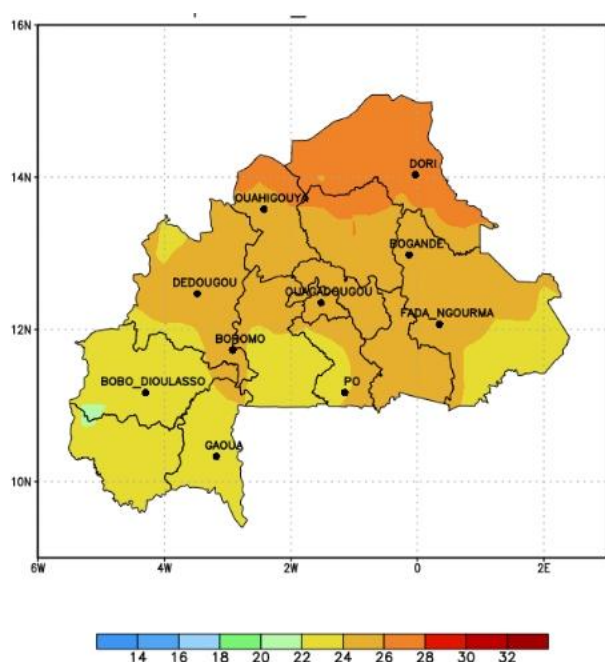 16N
14N
DORI
OUAHIGOUYA
BOGANDE
DEDOUGOU
OUAGADOUGOU
FADA_NGOURMA
12N
BOROMO
BOBO_DIOULASSO
PO
GAOUA
10N
6W 4W 2W 0 2E
14 16 18 20 22 24 26 28 30 32